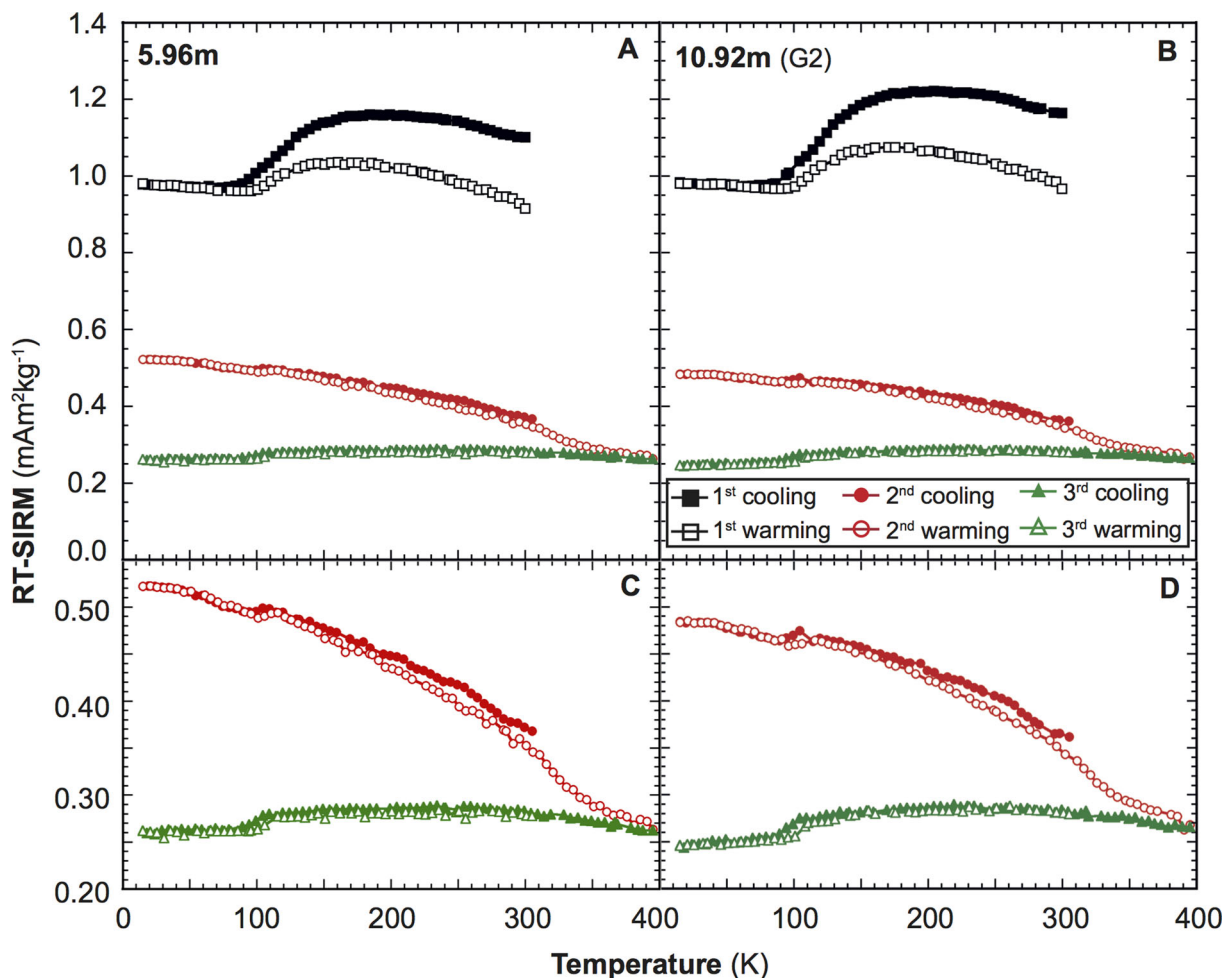 1.4
1.2
1.0
0.8
0.6
0.4
0.2
0.0
5.96m
A
10.92m (G2)
B
1st cooling
2nd cooling
3rd cooling
1st warming
2nd warming
3rd warming
RT-SIRM (mAm²kg⁻¹)
C
D
0.50
0.40
0.30
0.20
0 100 200 300 400 100 200 300 400
Temperature (K)